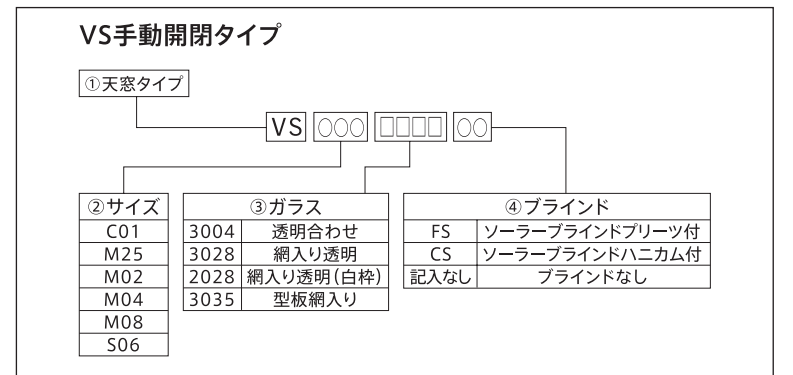 VS手動開閉タイプ
①天窓タイプ
VS ○○○ □□□□ ○○
②サイズ
C01
M25
M02
M04
M08
S06
③ガラス
3004 透明合わせ
3028 網入り透明
2028 網入り透明(白枠)
3035 型板網入り
④ブラインド
FS ソーラーブラインドプリーツ付
CS ソーラーブラインドハニカム付
記入なし ブラインドなし